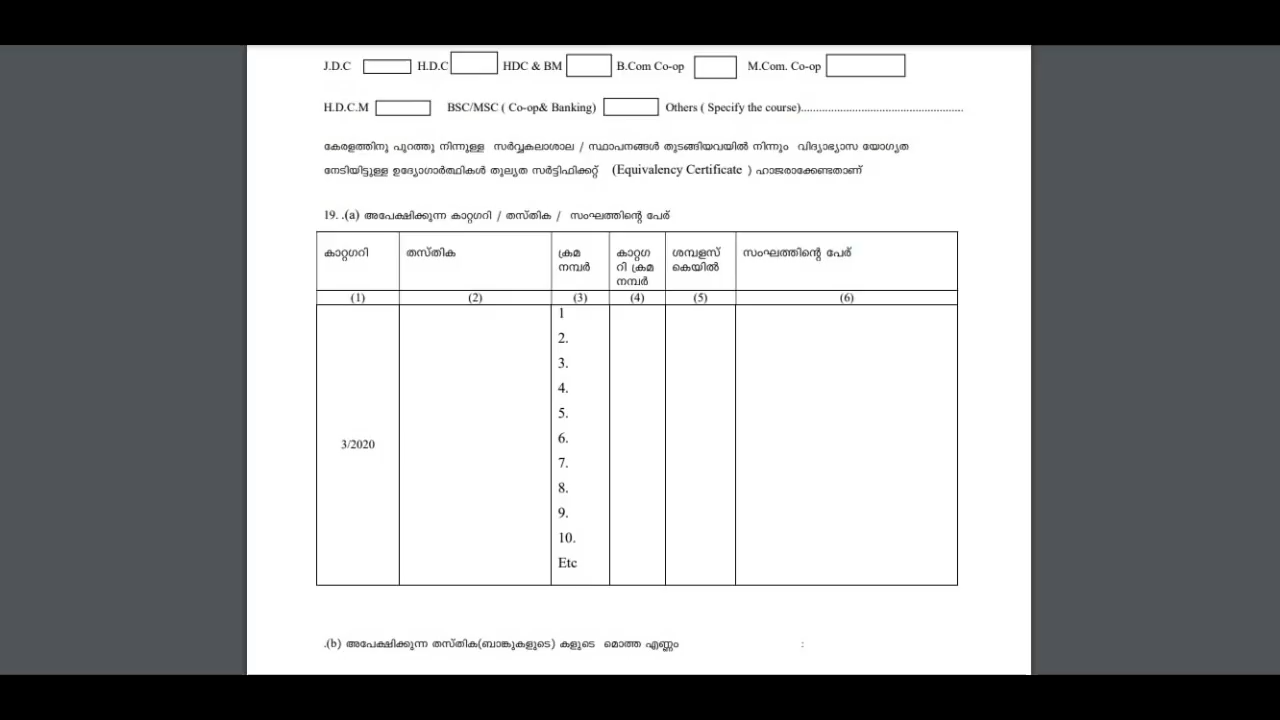 J.D.C H.D.C HDC & BM B.Com Co-op M.Com. Co-op
H.D.C.M BSC/MSC ( Co-op& Banking) Others ( Specify the course)......................................................
കേരളത്തിനു പുറത്തു നിന്നുള്ള സർവ്വകലാശാല / സ്ഥാപനങ്ങൾ തുടങ്ങിയവയിൽ നിന്നും വിദ്യാഭ്യാസ യോഗ്യത
നേടിയിട്ടുള്ള ഉദ്യോഗാർത്ഥികൾ തുല്യത സർട്ടിഫിക്കറ്റ് (Equivalency Certificate ) ഹാജരാക്കേണ്ടതാണ്
19. .(a) അപേക്ഷിക്കുന്ന കാറ്റഗറി / തസ്തിക / സംഘത്തിന്റെ പേര്
കാറ്റഗറി തസ്തിക ക്രമ കാറ്റഗ ശമ്പളസ് സംഘത്തിന്റെ പേര്
നമ്പർ റി ക്രമ കെയിൽ
നമ്പർ
(1) (2) (3) (4) (5) (6)
1
2.
3.
4.
5.
6.
3/2020
7.
8.
9.
10.
Etc
.(b) അപേക്ഷിക്കുന്ന തസ്തിക(ബാങ്കുകളുടെ) കളുടെ മൊത്ത എണ്ണം :